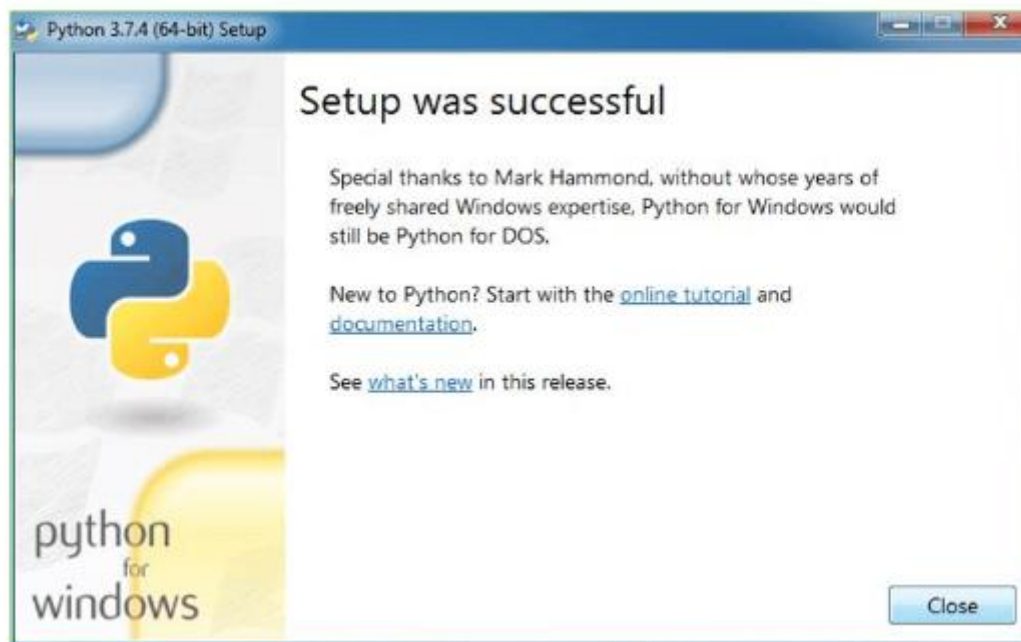 Python 3.7.4 (64-bit) Setup
Setup was successful
Special thanks to Mark Hammond, without whose years of
freely shared Windows expertise, Python for Windows would
still be Python for DOS.
New to Python? Start with the online tutorial and
documentation.
See what's new in this release.
python
for
windows
Close